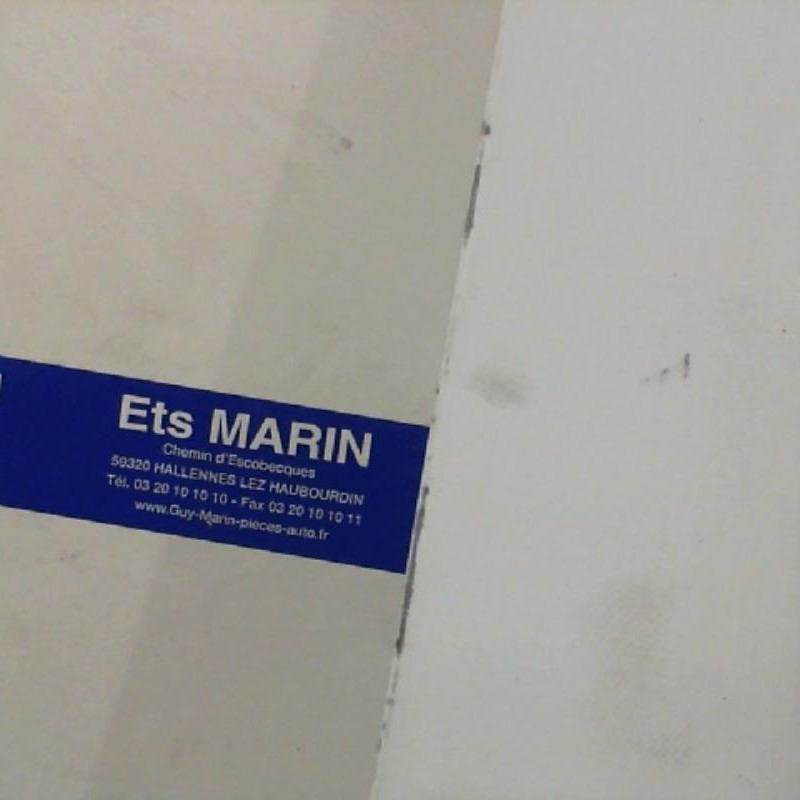 Ets MARIN
Chemin d'Escobecques
59320 HALLENNES LEZ HAUBOURDIN
Tél. 03 20 10 10 10 - Fax 03 20 10 10 11
www.Guy-Marin-pieces-auto.fr